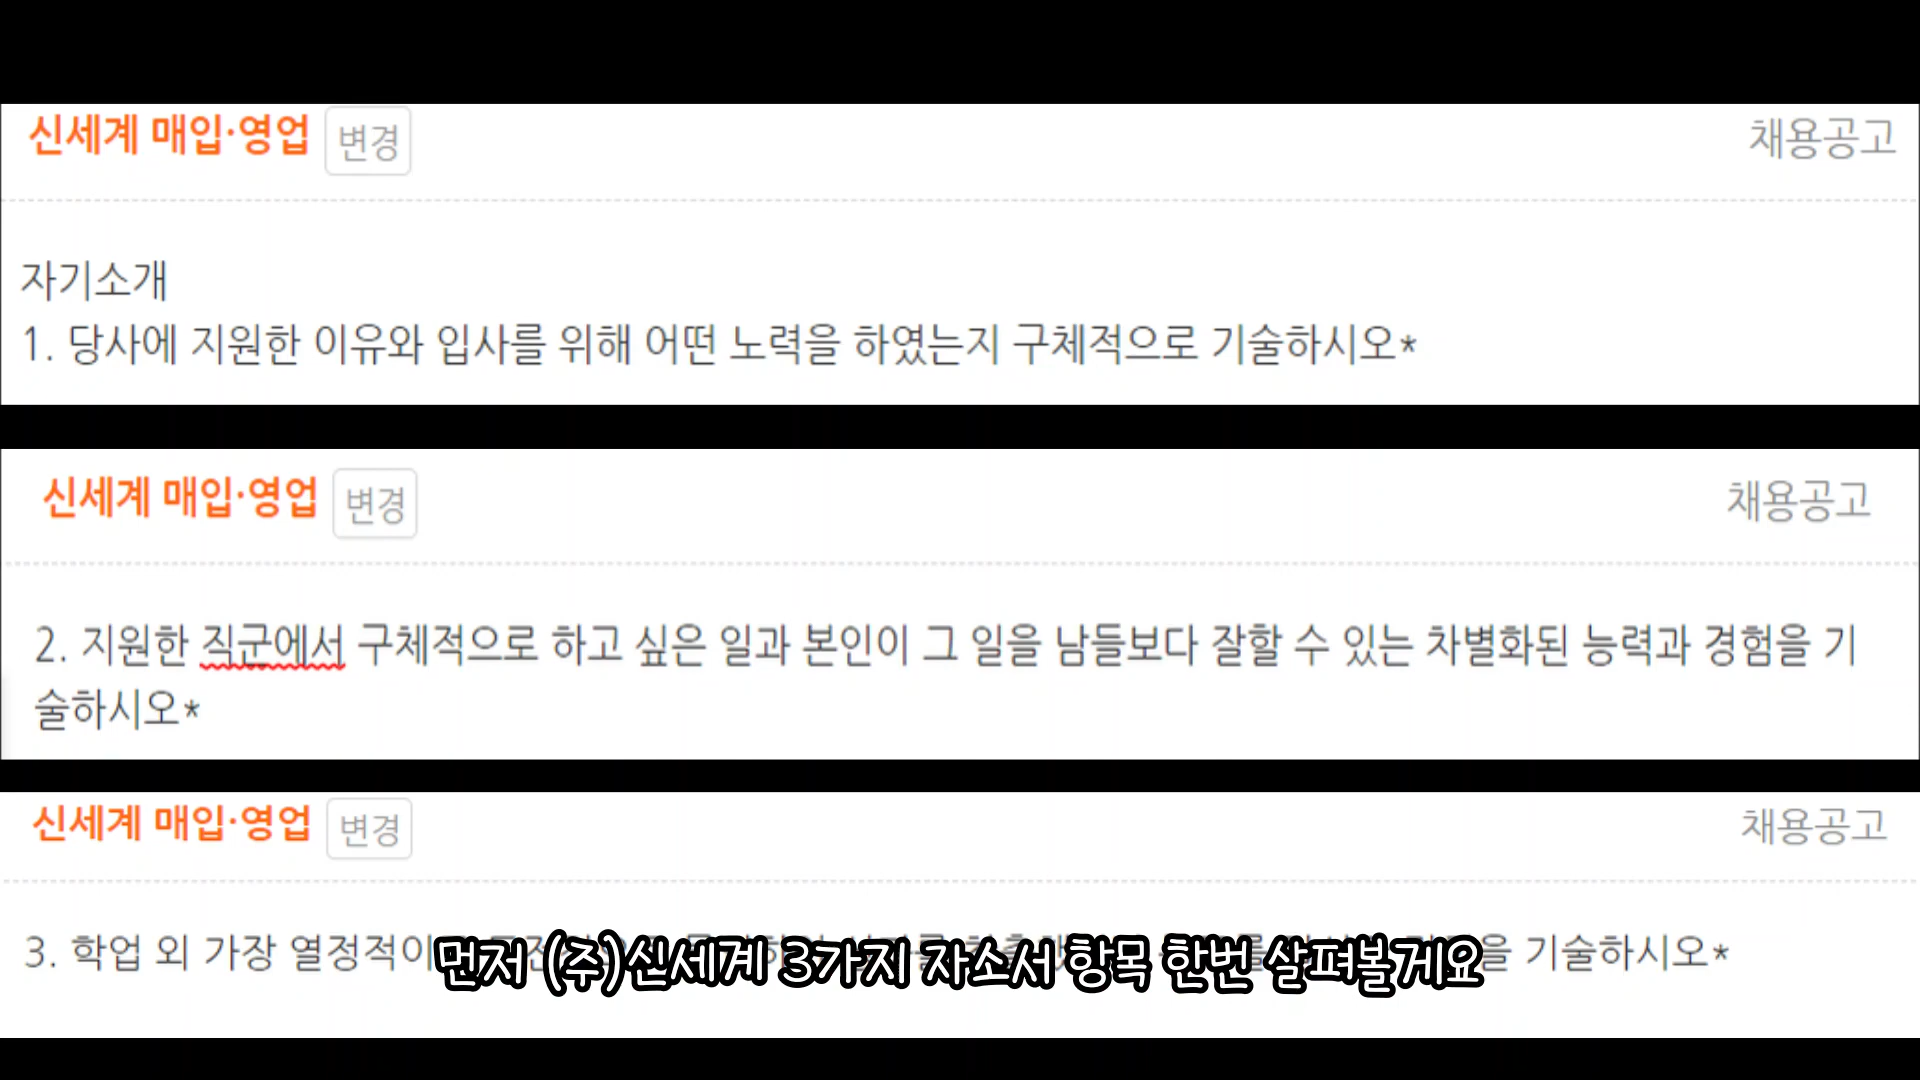 신세계 매입·영업 변경 채용공고
자기소개
1. 당사에 지원한 이유와 입사를 위해 어떤 노력을 하였는지 구체적으로 기술하시오*
신세계 매입·영업 변경 채용공고
2. 지원한 직군에서 구체적으로 하고 싶은 일과 본인이 그 일을 남들보다 잘할 수 있는 차별화된 능력과 경험을 기
술하시오*
신세계 매입·영업 변경 채용공고
3. 학업 외 가장 기술하시오*
먼저 (주)신세계 3가지 자소서 항목 한번 살펴볼게요